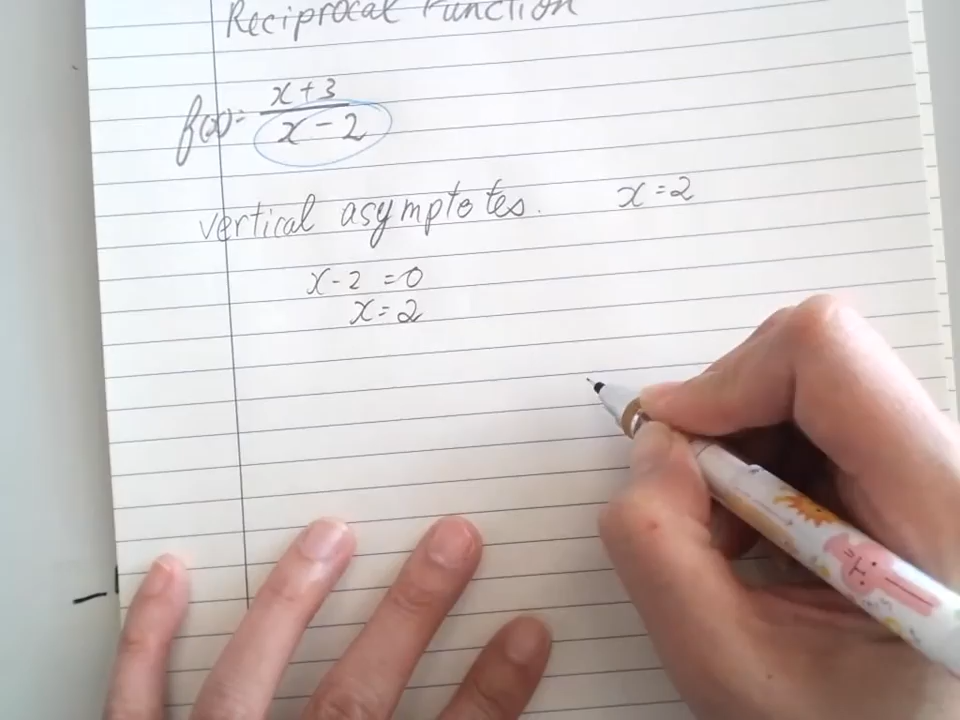 Reciprocal Function
f(x)= x+3
x-2
vertical asymptotes. x=2
x-2 =0
x=2